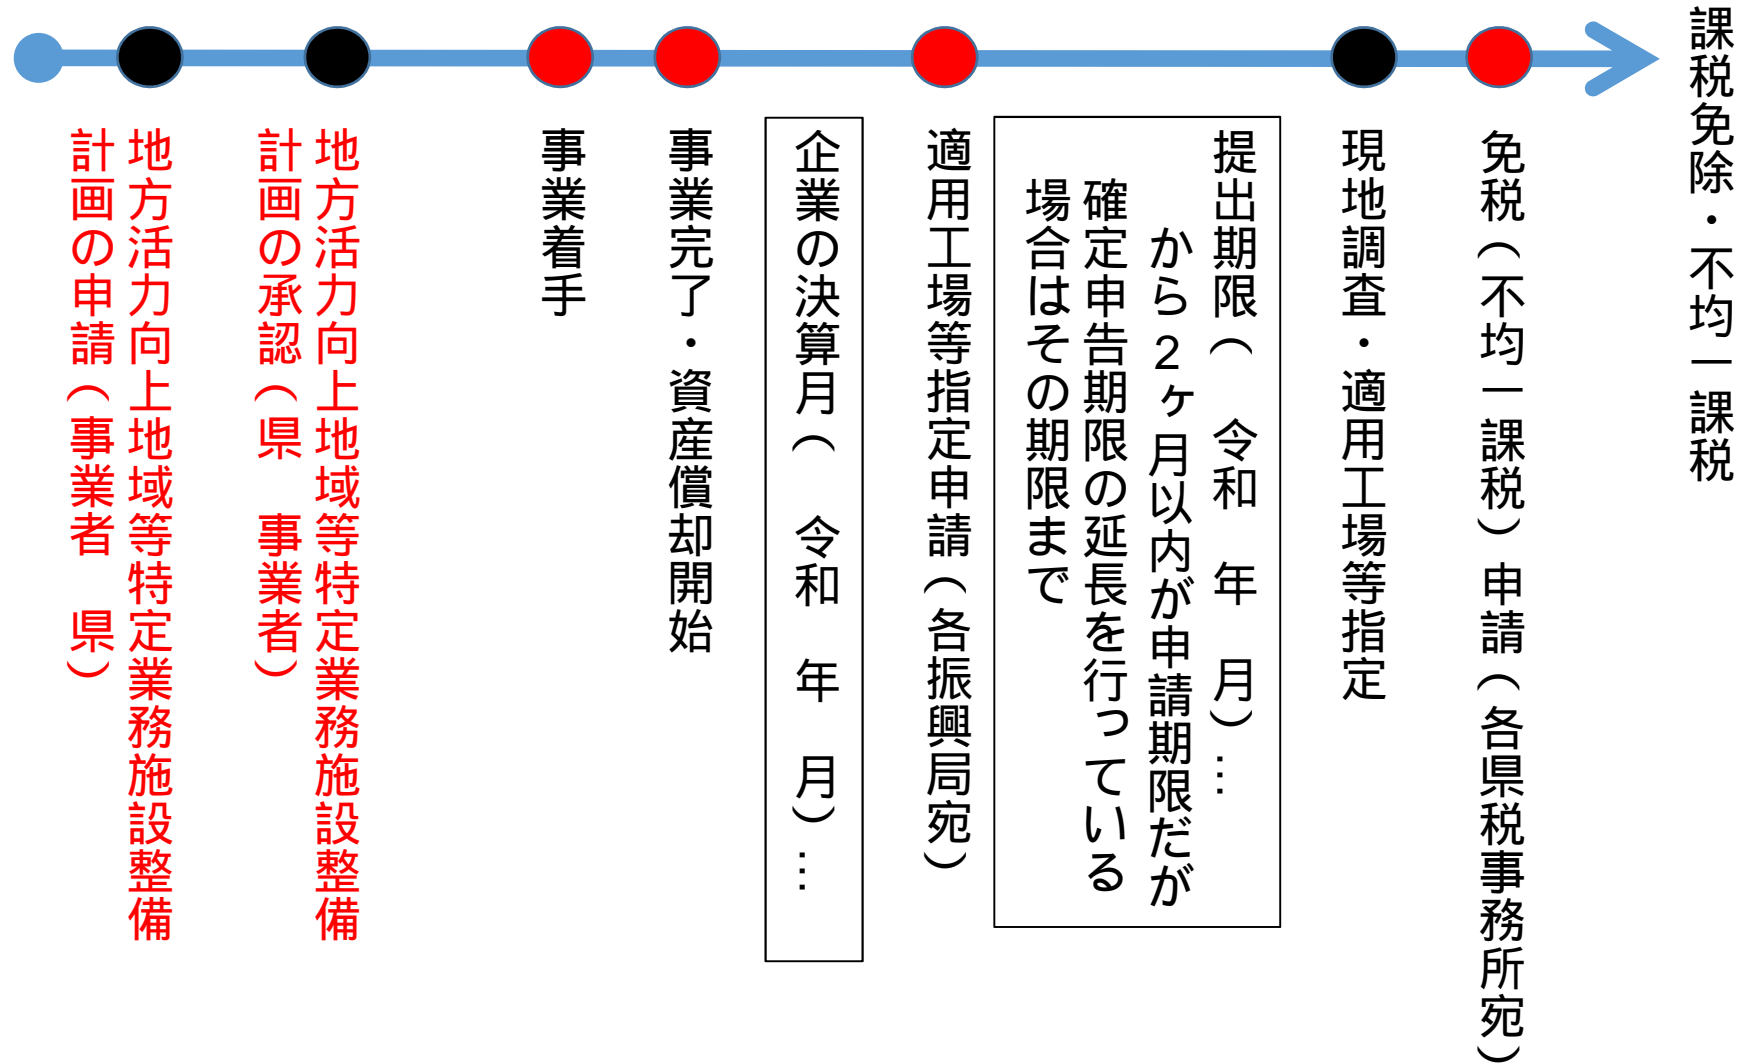 地方活力向上地域等特定業務施設整備
計画の申請（事業者　県）
地方活力向上地域等特定業務施設整備
計画の承認（県　事業者）
事業着手
事業完了・資産償却開始
企業の決算月（　令和　年　月）…
適用工場等指定申請（各振興局宛）
提出期限（　令和　年　月）…
から2ヶ月以内が申請期限だが
確定申告期限の延長を行っている
場合はその期限まで
現地調査・適用工場等指定
免税（不均一課税）申請（各県税事務所宛）
課税免除・不均一課税